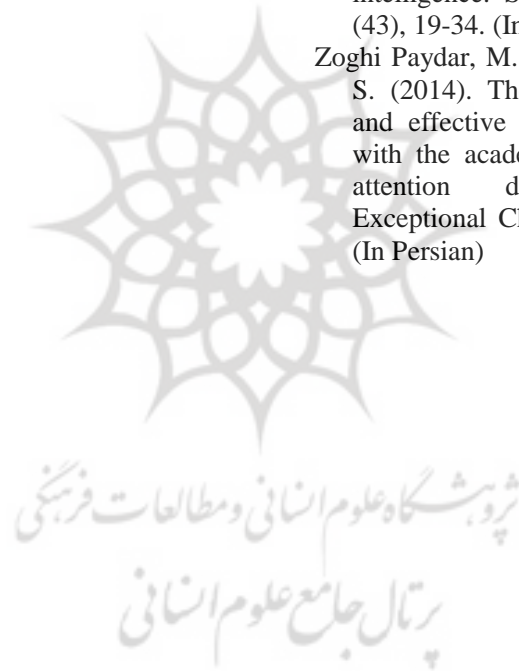 (43), 19-34. (In
Zoghi Paydar, M.
S. (2014). Th
and effective
with the acade
attention d
Exceptional Cl
(In Persian)
پژوهشگاه علوم انسانی و مطالعات فرهنگی
پرتال جامع علوم انسانی